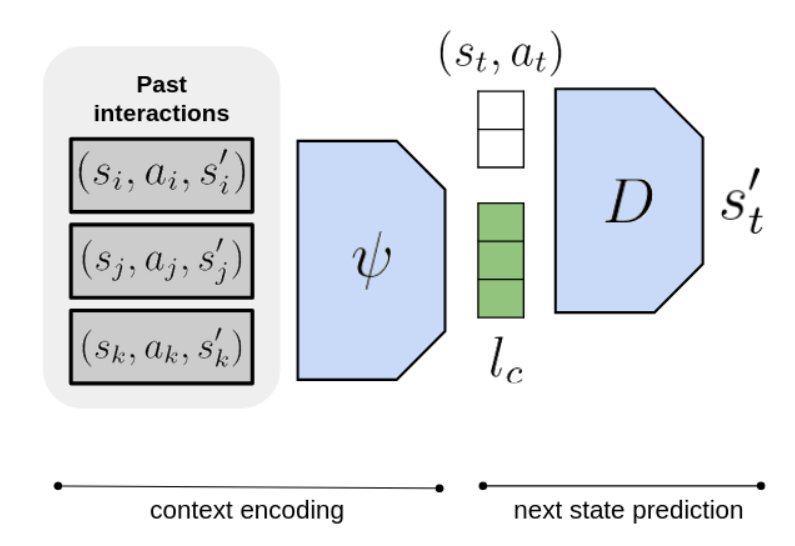 Past
interactions
(s_i, a_i, s'_i)
(s_j, a_j, s'_j)
(s_k, a_k, s'_k)
ψ
(s_t, a_t)
l_c
D
s'_t
context encoding
next state prediction